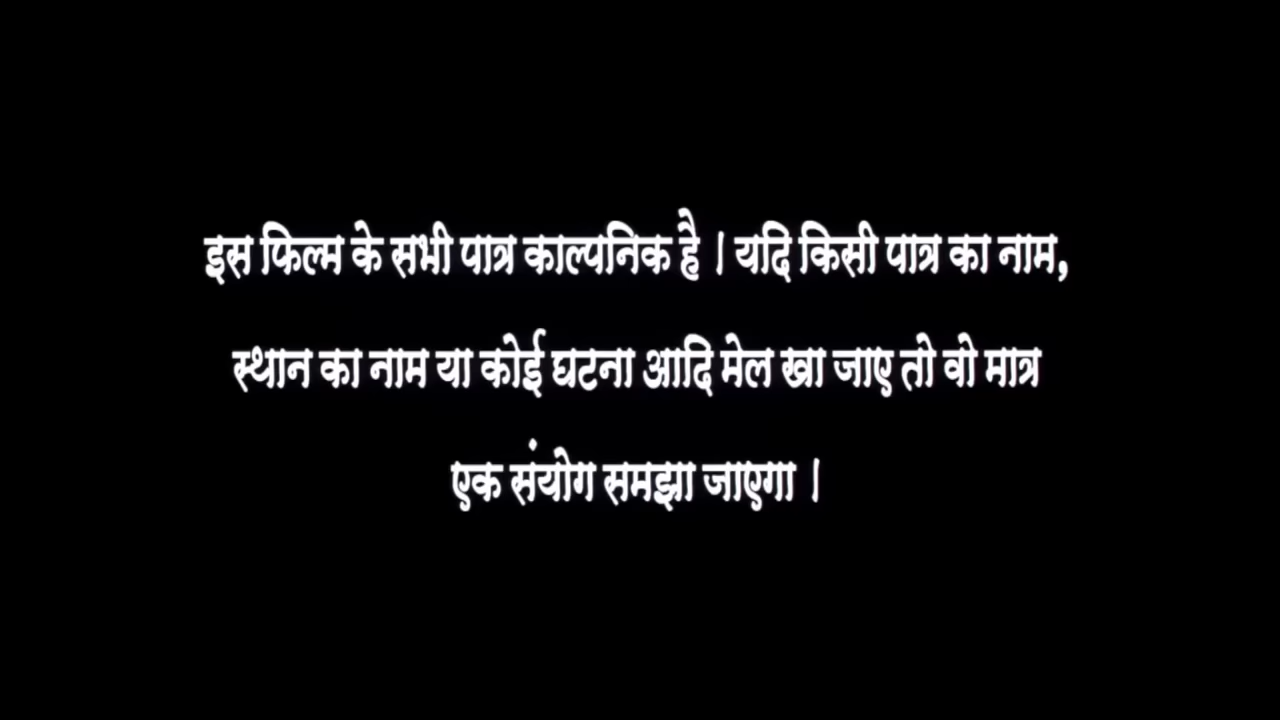 इस फिल्म के सभी पात्र काल्पनिक है । यदि किसी पात्र का नाम,
स्थान का नाम या कोई घटना आदि मेल खा जाए तो वो मात्र
एक संयोग समझा जाएगा ।